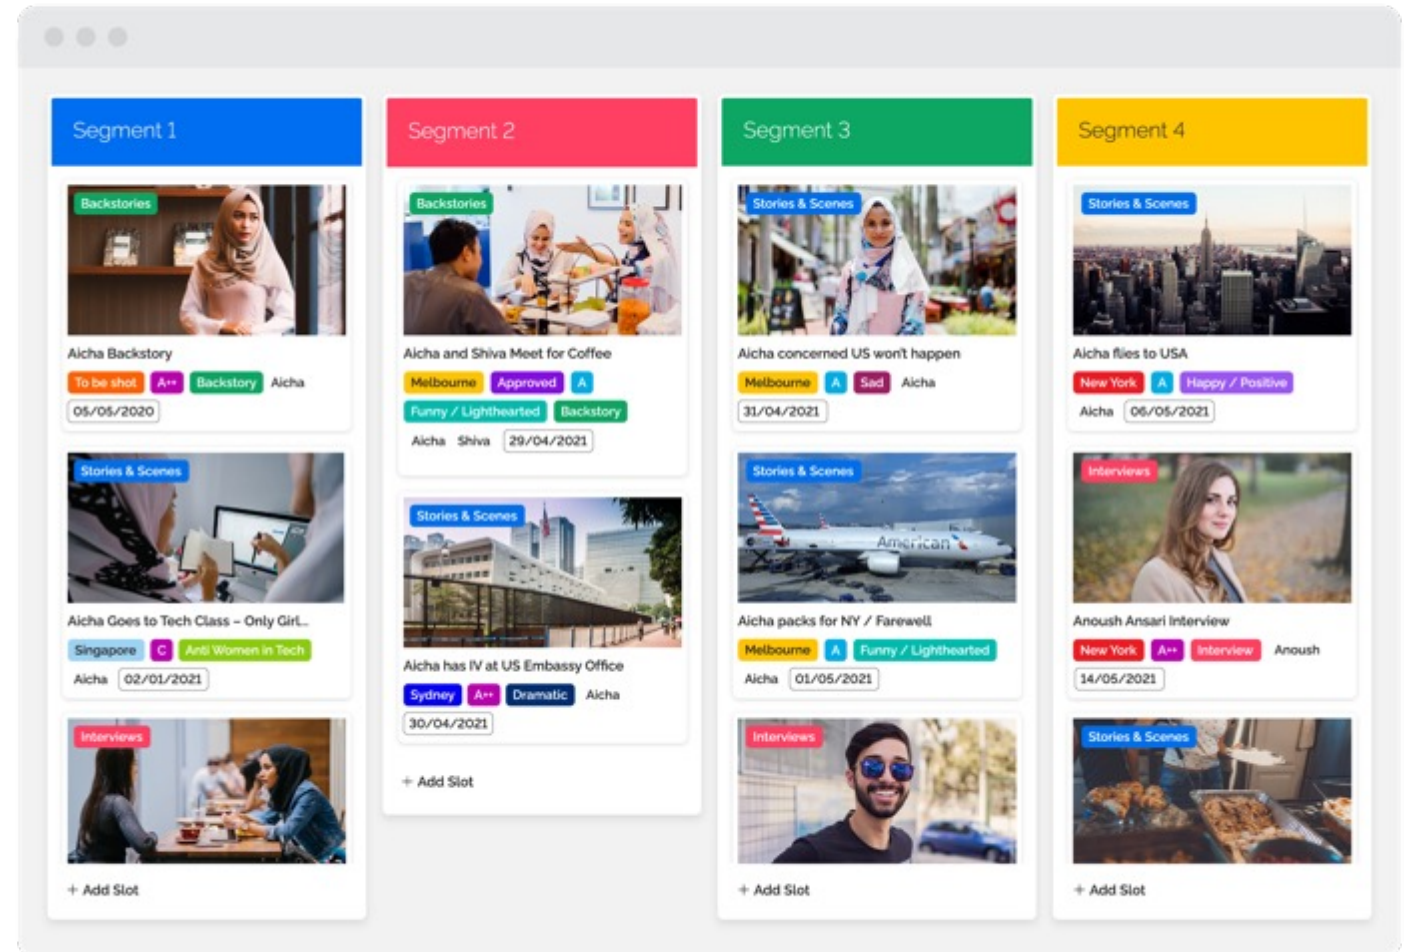 Segment 1
Backstories
Aicha Backstory
To be shot A++ Backstory Aicha
05/05/2020
Stories & Scenes
Aicha Goes to Tech Class – Only Girl...
Singapore C Anti Women in Tech
Aicha 02/01/2021
Interviews
+ Add Slot
Segment 2
Backstories
Aicha and Shiva Meet for Coffee
Melbourne Approved A
Funny / Lighthearted Backstory
Aicha Shiva 29/04/2021
Stories & Scenes
Aicha has IV at US Embassy Office
Sydney A++ Dramatic Aicha
30/04/2021
+ Add Slot
Segment 3
Stories & Scenes
Aicha concerned US won't happen
Melbourne A Sad Aicha
31/04/2021
Stories & Scenes
American
Aicha packs for NY / Farewell
Melbourne A Funny / Lighthearted
Aicha 01/05/2021
Interviews
+ Add Slot
Segment 4
Stories & Scenes
Aicha flies to USA
New York A Happy / Positive
Aicha 06/05/2021
Interviews
Anoush Ansari Interview
New York A++ Interview Anoush
14/05/2021
Stories & Scenes
+ Add Slot